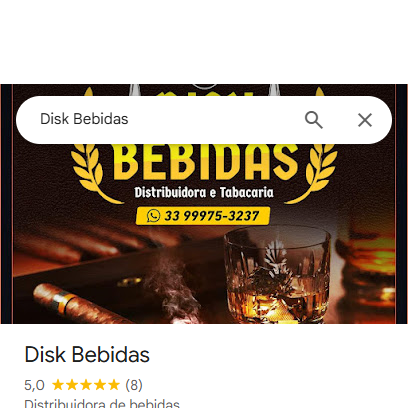 Disk Bebidas
BEBIDAS
Distribuidora e Tabacaria
33 99975-3237
Disk Bebidas
5,0 (8)
Distribuidora de bebidas